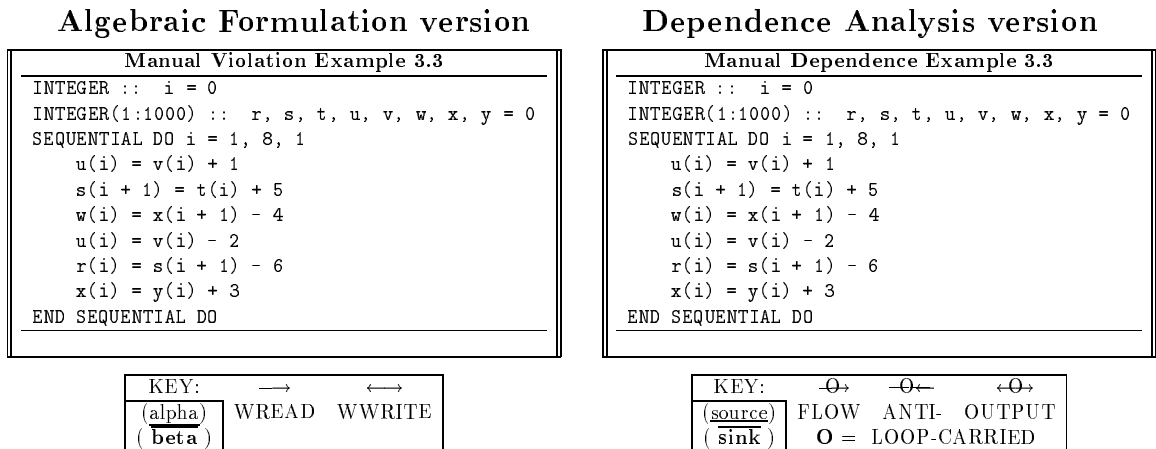 Algebraic Formulation version
Manual Violation Example 3.3
INTEGER :: i = 0
INTEGER(1:1000) :: r, s, t, u, v, w, x, y = 0
SEQUENTIAL DO i = 1, 8, 1
u(i) = v(i) + 1
s(i + 1) = t(i) + 5
w(i) = x(i + 1) - 4
u(i) = v(i) - 2
r(i) = s(i + 1) - 6
x(i) = y(i) + 3
END SEQUENTIAL DO
KEY: ⟶ ⟷
(alpha) WREAD WWRITE
( beta )
Dependence Analysis version
Manual Dependence Example 3.3
INTEGER :: i = 0
INTEGER(1:1000) :: r, s, t, u, v, w, x, y = 0
SEQUENTIAL DO i = 1, 8, 1
u(i) = v(i) + 1
s(i + 1) = t(i) + 5
w(i) = x(i + 1) - 4
u(i) = v(i) - 2
r(i) = s(i + 1) - 6
x(i) = y(i) + 3
END SEQUENTIAL DO
KEY: -O→ -O← ←O→
(source) FLOW ANTI- OUTPUT
( sink ) O = LOOP-CARRIED